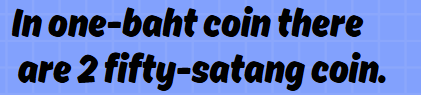 In one-baht coin there
are 2 fifty-satang coin.